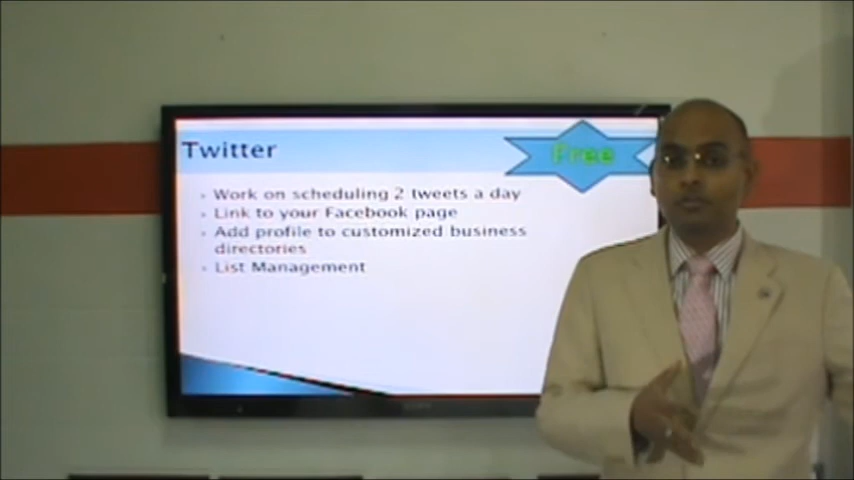 Twitter
Free
Work on scheduling 2 tweets a day
Link to your Facebook page
Add profile to customized business
directories
List Management